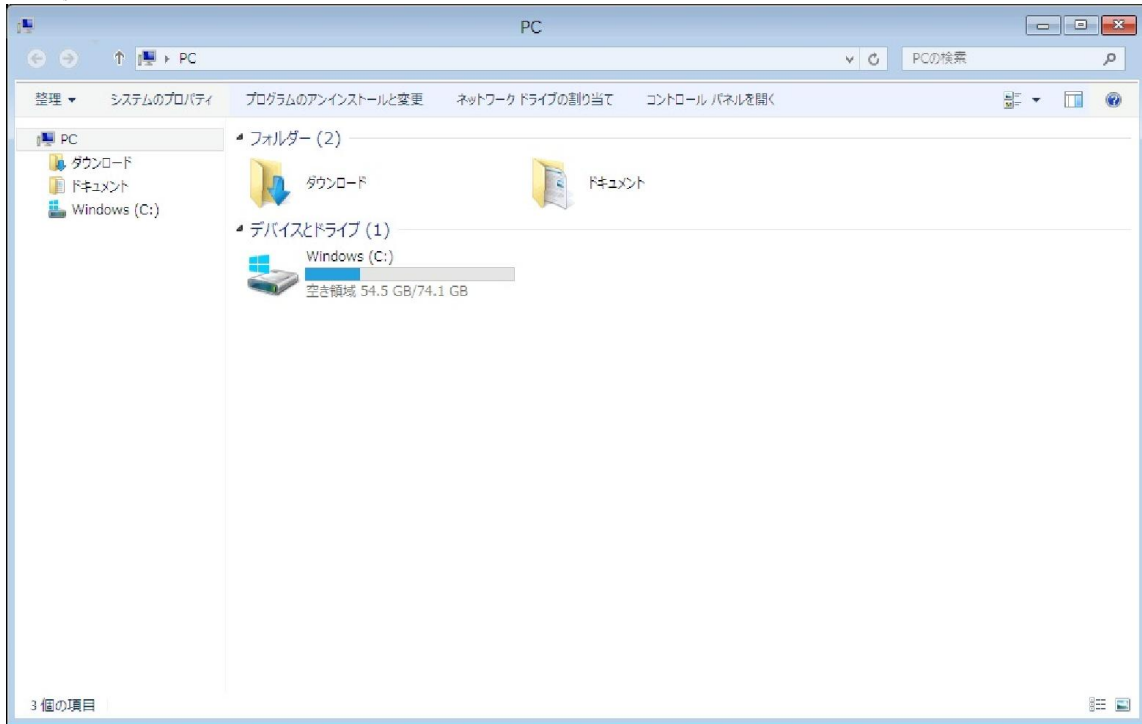 PC
PC
PCの検索
整理
システムのプロパティ
プログラムのアンインストールと変更
ネットワーク ドライブの割り当て
コントロール パネルを開く
PC
ダウンロード
ドキュメント
Windows (C:)
フォルダー (2)
ダウンロード
ドキュメント
デバイスとドライブ (1)
Windows (C:)
空き領域 54.5 GB/74.1 GB
3 個の項目